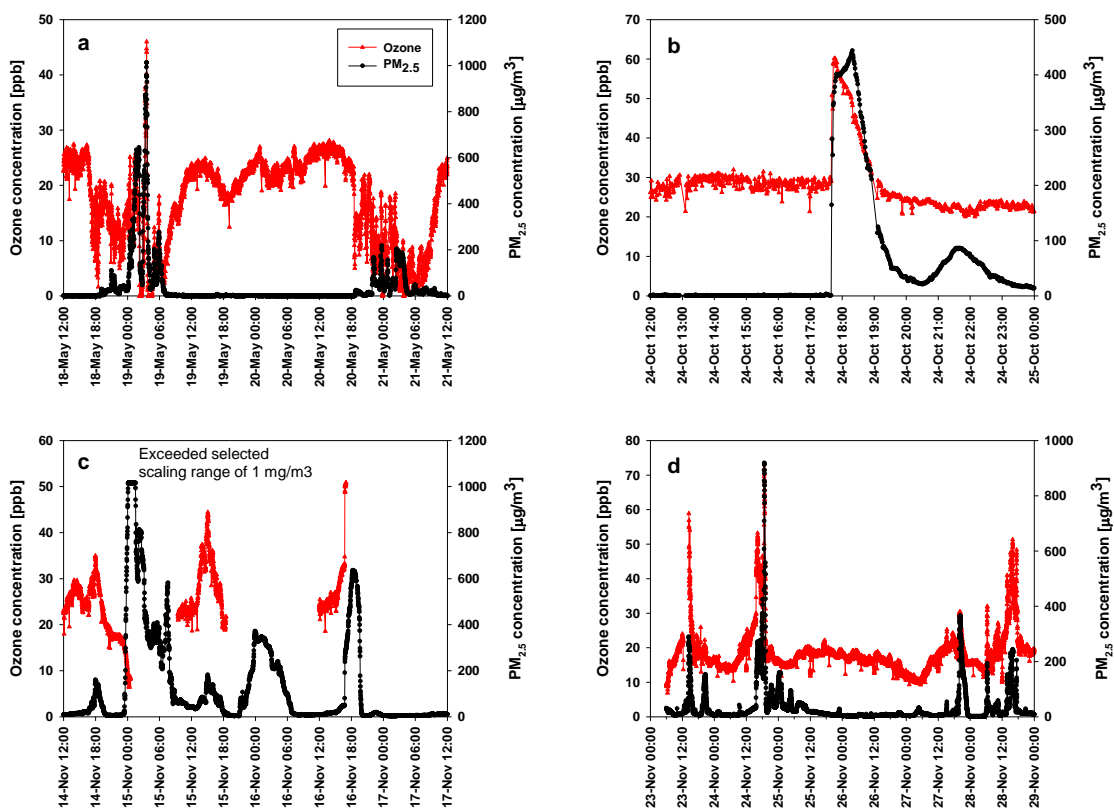 a
Ozone
PM2.5
Ozone concentration [ppb]
50
40
30
20
10
0
PM2.5 concentration [µg/m3]
1200
1000
800
600
400
200
0
18-May 12:00
18-May 18:00
19-May 00:00
19-May 06:00
19-May 12:00
19-May 18:00
20-May 00:00
20-May 06:00
20-May 12:00
20-May 18:00
21-May 00:00
21-May 06:00
21-May 12:00
b
Ozone concentration [ppb]
70
60
50
40
30
20
10
0
PM2.5 concentration [µg/m3]
500
400
300
200
100
0
24-Oct 12:00
24-Oct 13:00
24-Oct 14:00
24-Oct 15:00
24-Oct 16:00
24-Oct 17:00
24-Oct 18:00
24-Oct 19:00
24-Oct 20:00
24-Oct 21:00
24-Oct 22:00
24-Oct 23:00
25-Oct 00:00
c
Exceeded selected
scaling range of 1 mg/m3
Ozone concentration [ppb]
60
50
40
30
20
10
0
PM2.5 concentration [µg/m3]
1200
1000
800
600
400
200
0
14-Nov 12:00
14-Nov 18:00
15-Nov 00:00
15-Nov 06:00
15-Nov 12:00
15-Nov 18:00
16-Nov 00:00
16-Nov 06:00
16-Nov 12:00
16-Nov 18:00
17-Nov 00:00
17-Nov 06:00
17-Nov 12:00
d
Ozone concentration [ppb]
80
70
60
50
40
30
20
10
0
PM2.5 concentration [µg/m3]
1000
800
600
400
200
0
23-Nov 00:00
23-Nov 12:00
24-Nov 00:00
24-Nov 12:00
25-Nov 00:00
25-Nov 12:00
26-Nov 00:00
26-Nov 12:00
27-Nov 00:00
27-Nov 12:00
28-Nov 00:00
28-Nov 12:00
29-Nov 00:00